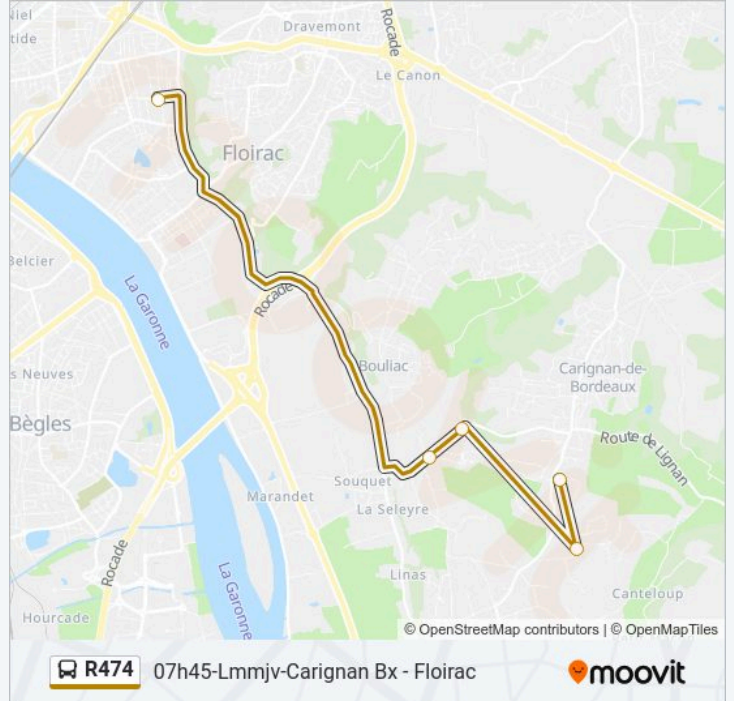 Niel
tide
Dravemont
Rocade
Le Canon
Floirac
Belcier
La Garonne
Rocade
Bouliac
Carignan-de-
Bordeaux
s Neuves
Bègles
Route de Lignan
Souquet
Marandet
La Seleyre
Rocade
Linas
La Garonne
Canteloup
Hourcade
© OpenStreetMap contributors | © OpenMapTiles
R474 07h45-Lmmjv-Carignan Bx - Floirac moovit